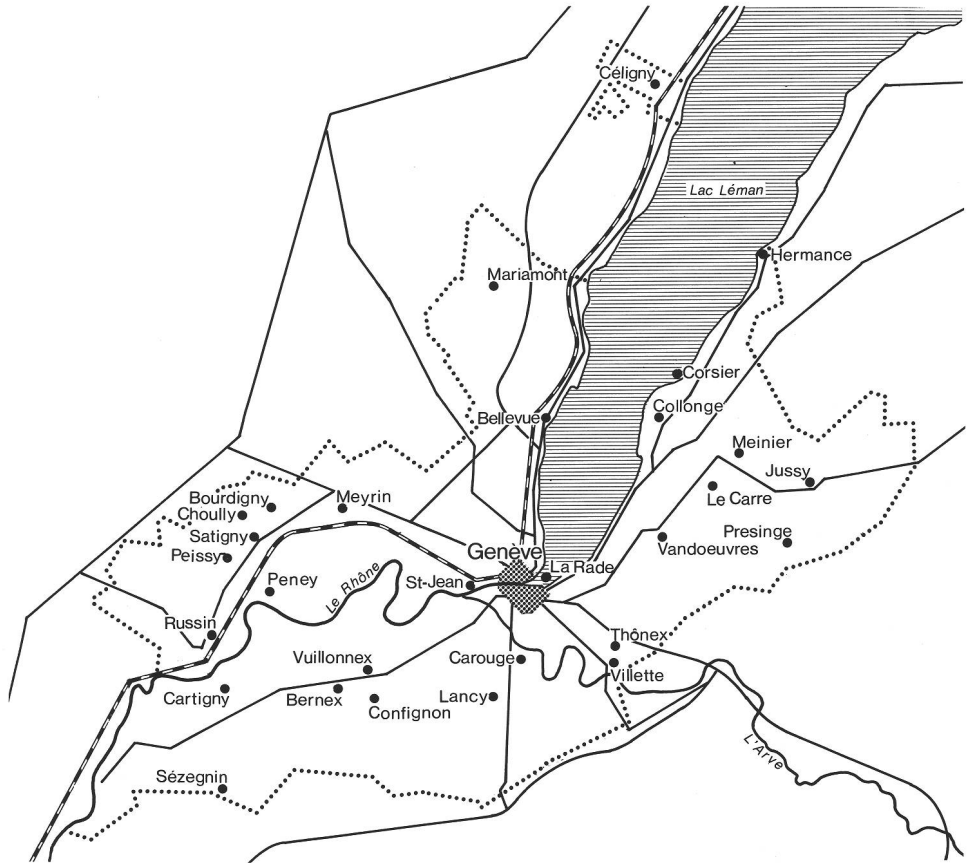 Céligny
Lac Léman
Hermance
Mariamont
Corsier
Collonge
Bellevue
Meinier
Jussy
Bourdigny
Meyrin
Le Carre
Choully
Satigny
Presinge
Peissy
Genève
Vandoeuvres
La Rade
Peney
Le Rhône
St-Jean
Russin
Thônex
Vuillonnex
Carouge
Villette
Cartigny
Bernex
Lancy
Confignon
L'Arve
Sézegnin